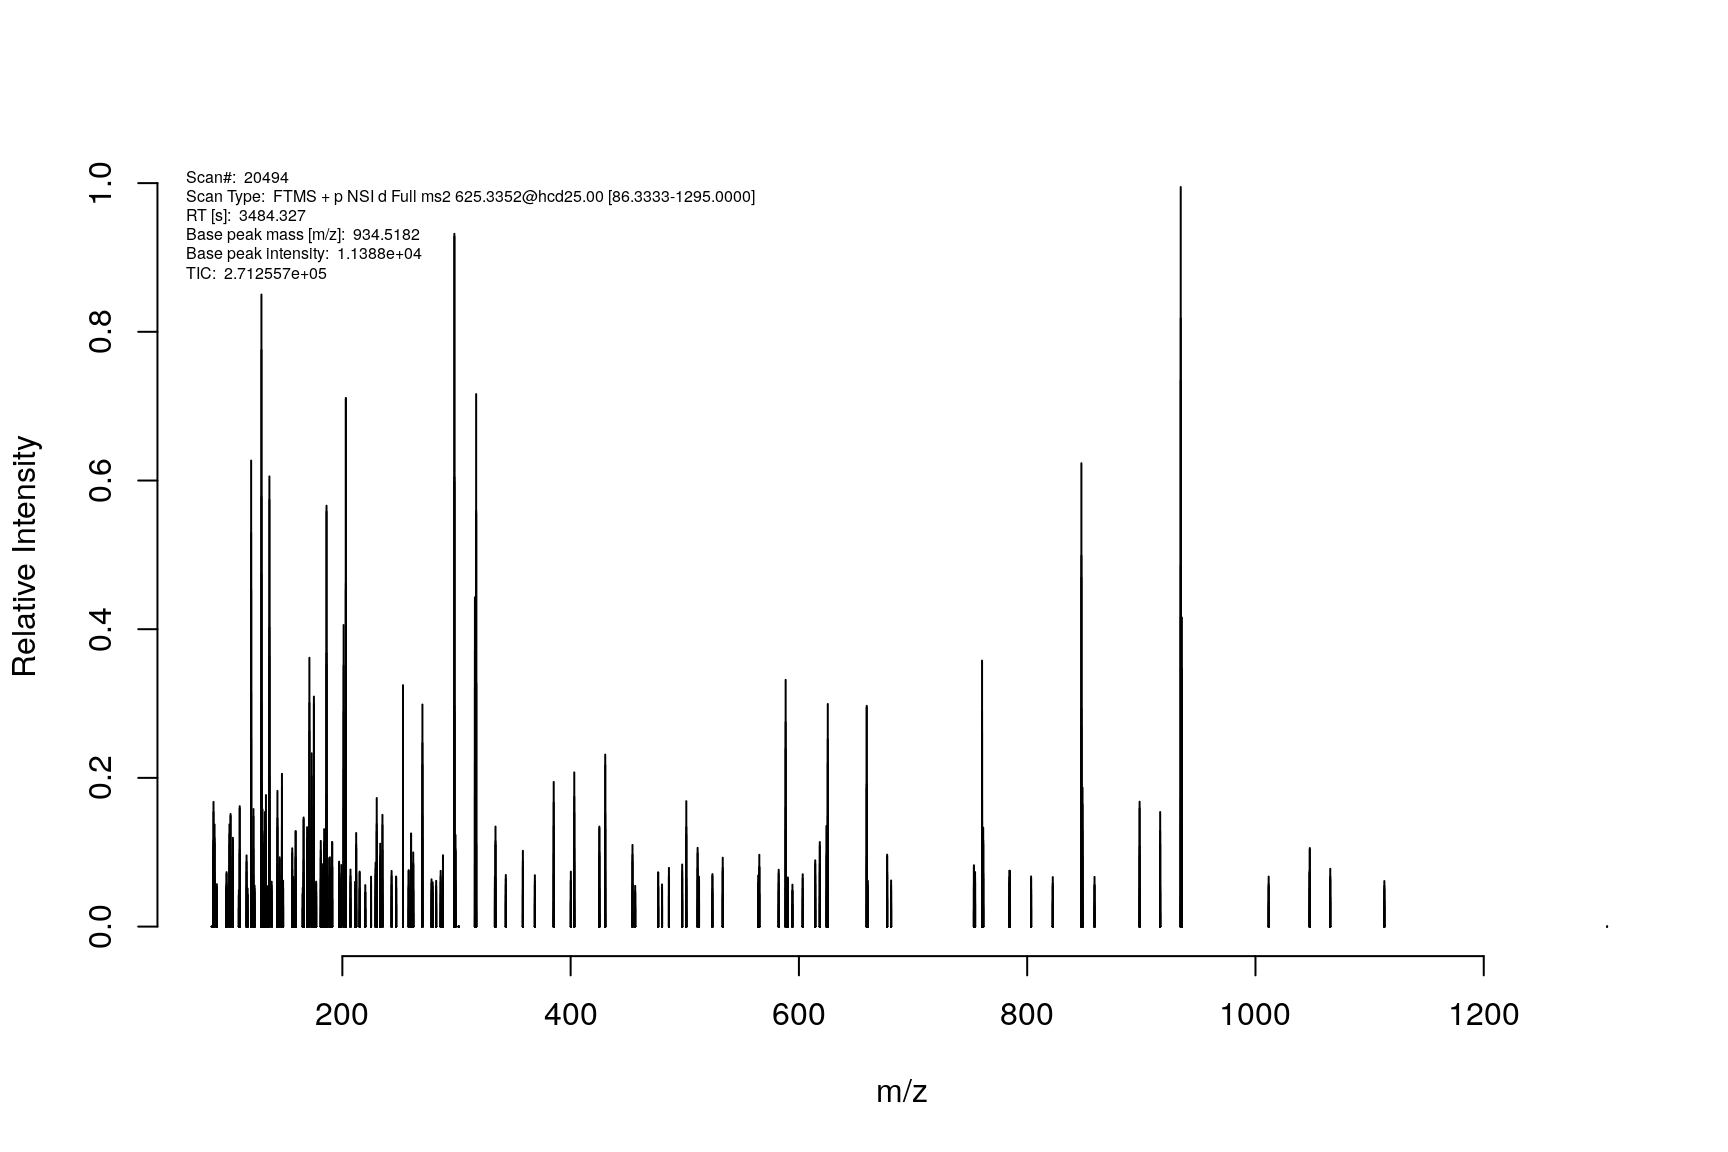 Scan#: 20494
Scan Type: FTMS + p NSI d Full ms2 625.3352@hcd25.00 [86.3333-1295.0000]
RT [s]: 3484.327
Base peak mass [m/z]: 934.5182
Base peak intensity: 1.1388e+04
TIC: 2.712557e+05
1.0
0.8
0.6
0.4
0.2
0.0
Relative Intensity
200 400 600 800 1000 1200
m/z